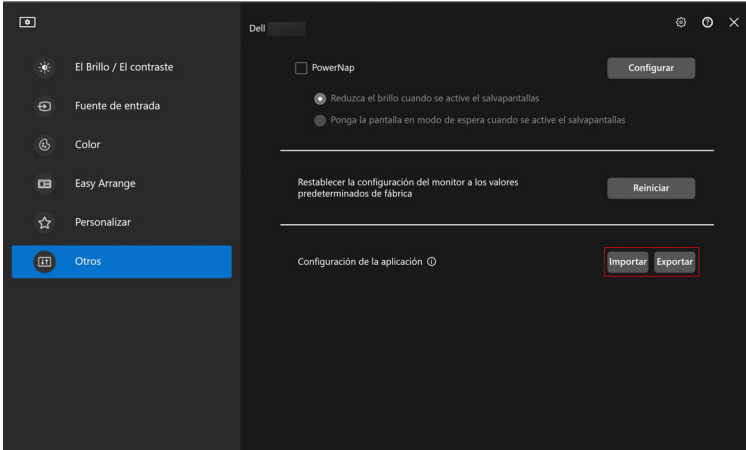 Dell
El Brillo / El contraste
Fuente de entrada
Color
Easy Arrange
Personalizar
Otros
PowerNap
Configurar
Reduzca el brillo cuando se active el salvapantallas
Ponga la pantalla en modo de espera cuando se active el salvapantallas
Restablecer la configuración del monitor a los valores
predeterminados de fábrica
Reiniciar
Configuración de la aplicación
Importar
Exportar